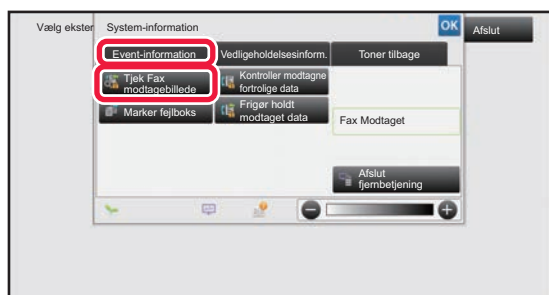 Vælg ekster
System-information
OK
Afslut
Event-information
Vedligeholdelsesinform.
Toner tilbage
Tjek Fax
modtagebillede
Kontroller modtagne
fortrolige data
Marker fejlboks
Frigør holdt
modtaget data
Fax Modtaget
Afslut
fjernbetjening